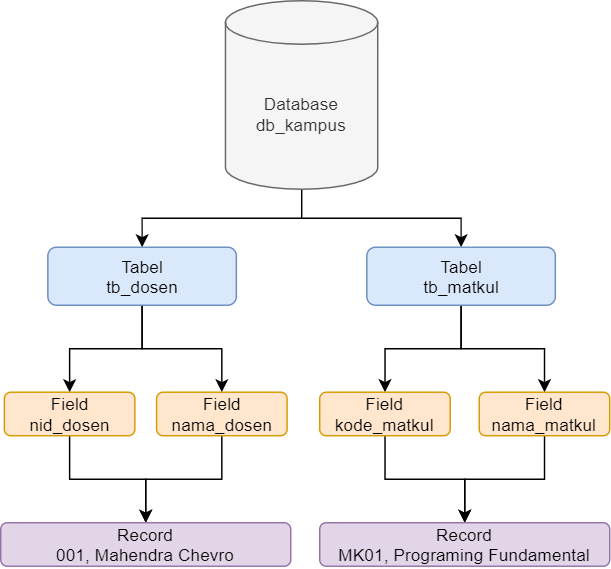 Database
db_kampus
Tabel
tb_dosen
Tabel
tb_matkul
Field
nid_dosen
Field
nama_dosen
Field
kode_matkul
Field
nama_matkul
Record
001, Mahendra Chevro
Record
MK01, Programing Fundamental